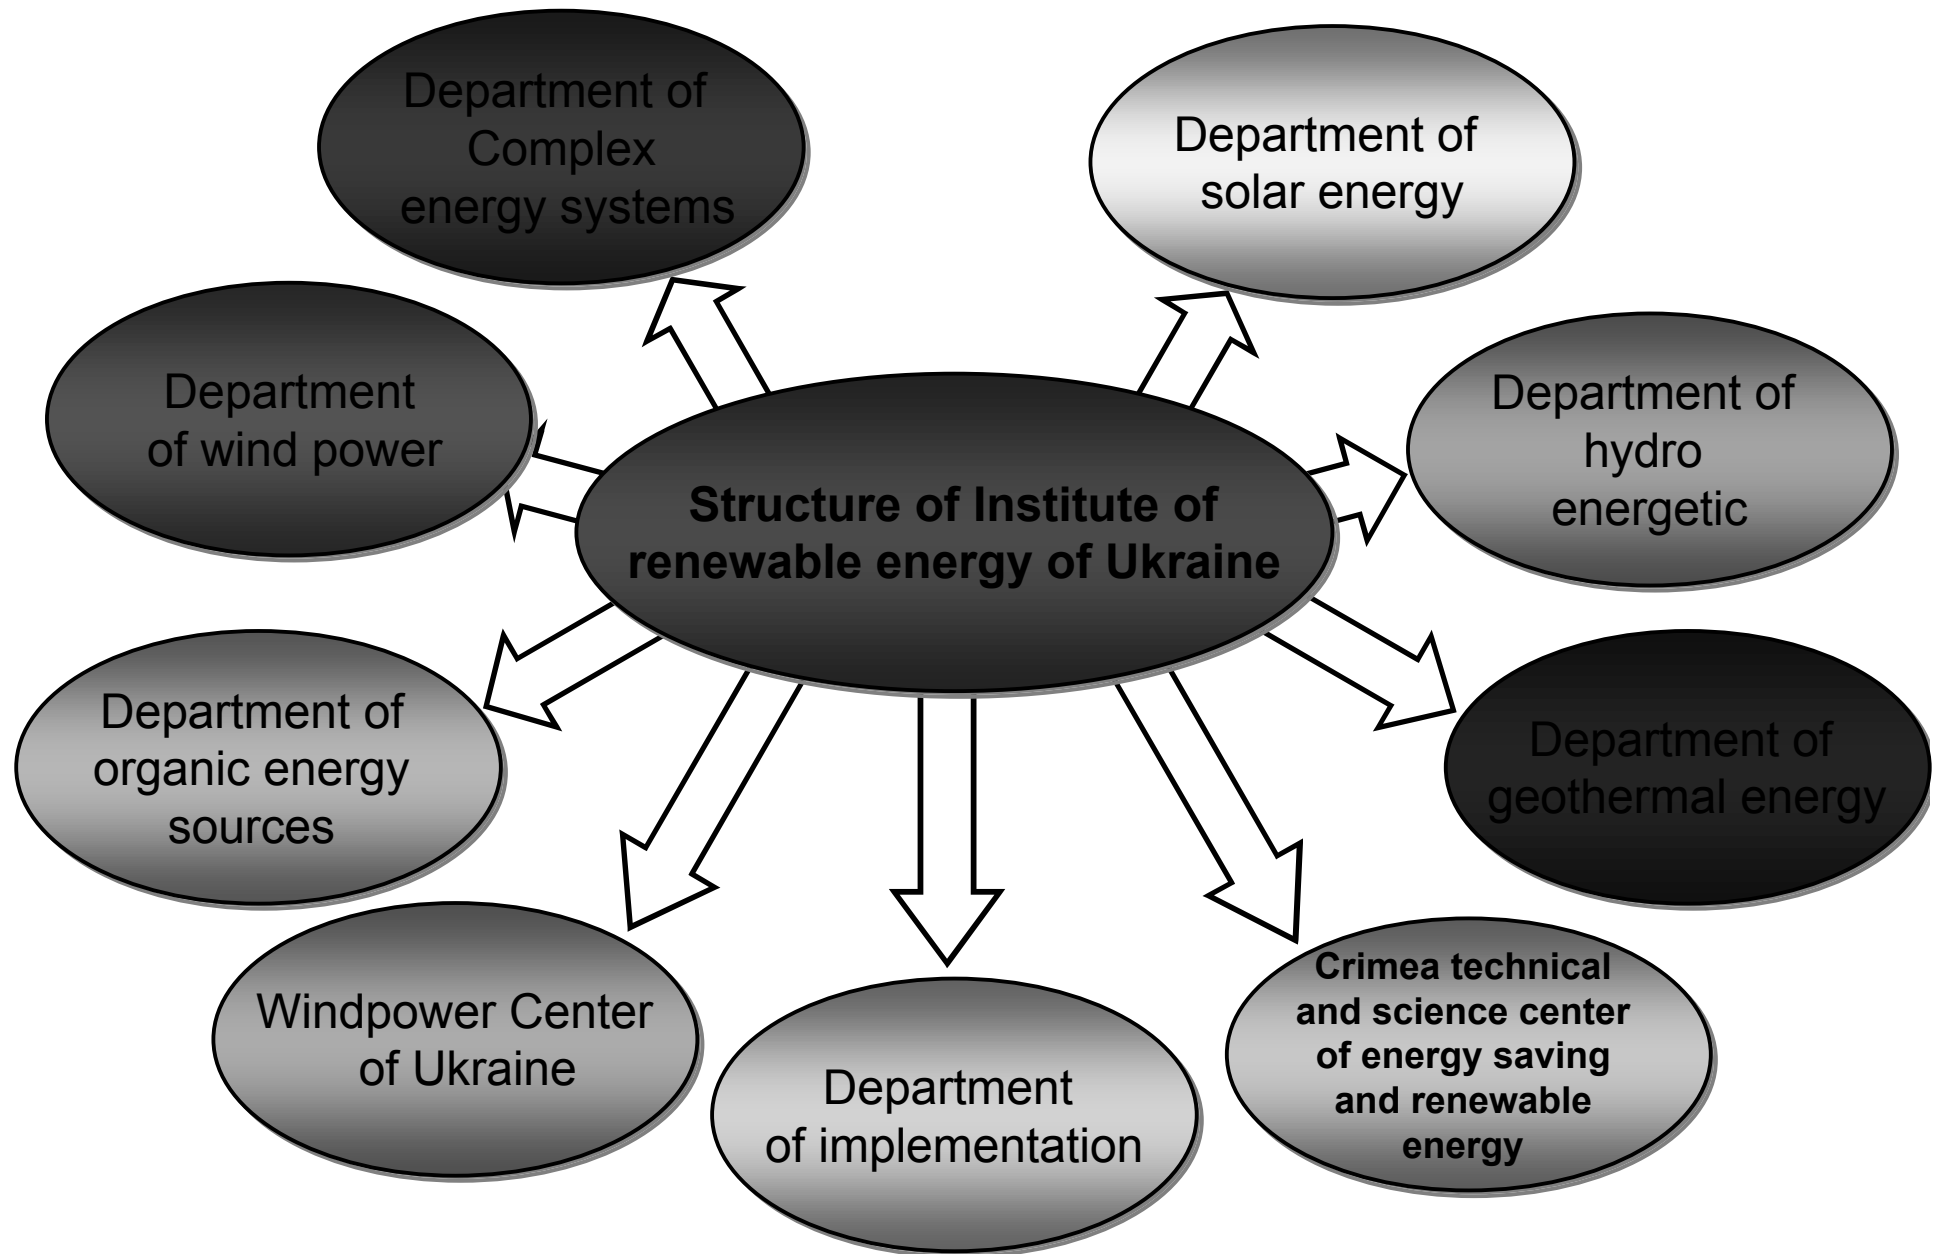 Department of
Complex
energy systems
Department of
solar energy
Department
of wind power
Department of
hydro
energetic
Structure of Institute of
renewable energy of Ukraine
Department of
organic energy
sources
Department of
geothermal energy
Windpower Center
of Ukraine
Department
of implementation
Crimea technical
and science center
of energy saving
and renewable
energy